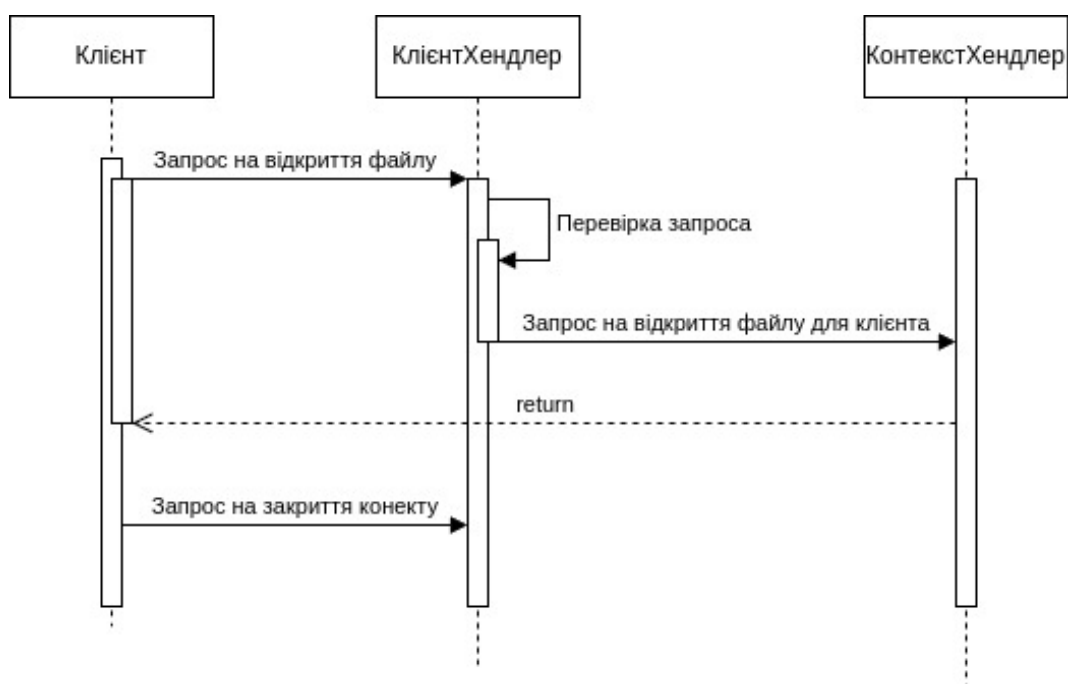 Клієнт
КлієнтХендлер
КонтекстХендлер
Запрос на відкриття файлу
Перевірка запроса
Запрос на відкриття файлу для клієнта
return
Запрос на закриття конекту